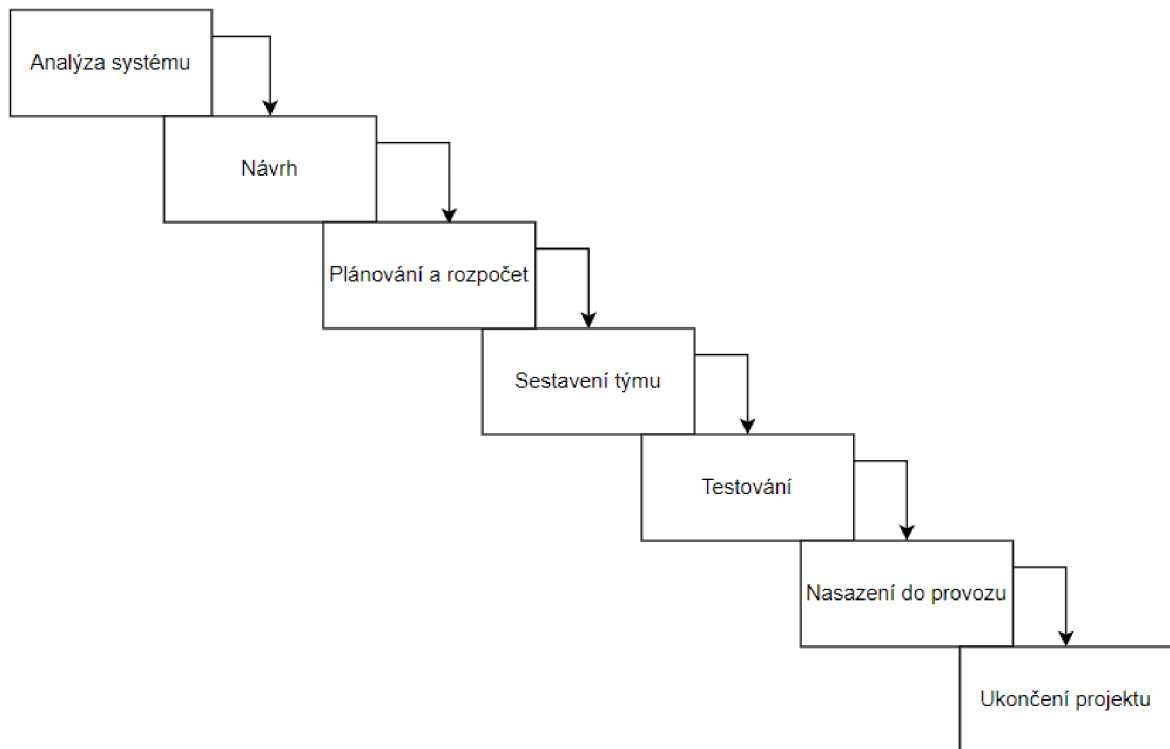 Analýza systému
Návrh
Plánování a rozpočet
Sestavení týmu
Testování
Nasazení do provozu
Ukončení projektu